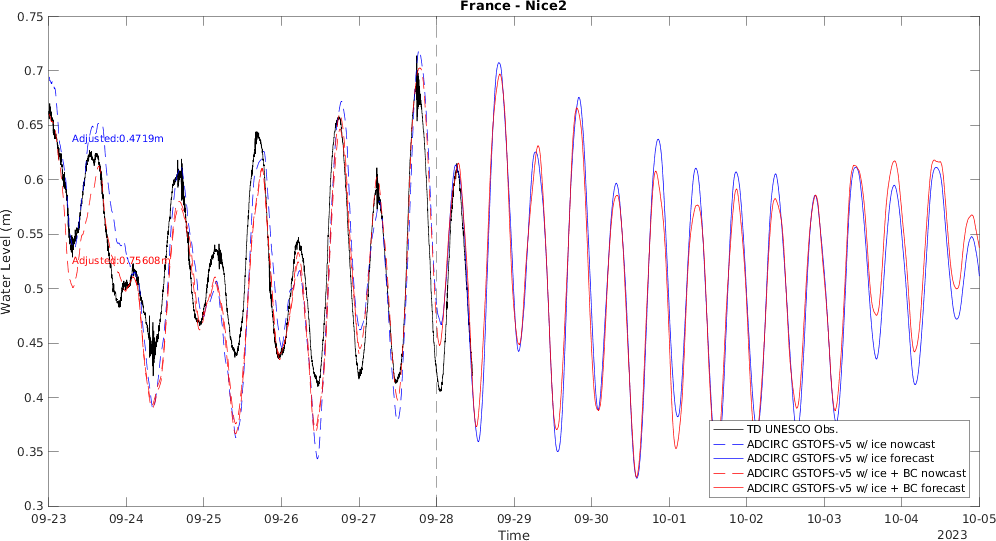 France - Nice2
Water Level (m)
0.75
0.7
0.65
0.6
0.55
0.5
0.45
0.4
0.35
0.3
Adjusted:0.4719m
Adjusted:0.75608m
TD UNESCO Obs.
ADCIRC GSTOFS-v5 w/ ice nowcast
ADCIRC GSTOFS-v5 w/ ice forecast
ADCIRC GSTOFS-v5 w/ ice + BC nowcast
ADCIRC GSTOFS-v5 w/ ice + BC forecast
09-23 09-24 09-25 09-26 09-27 09-28 09-29 09-30 10-01 10-02 10-03 10-04 10-05
Time
2023